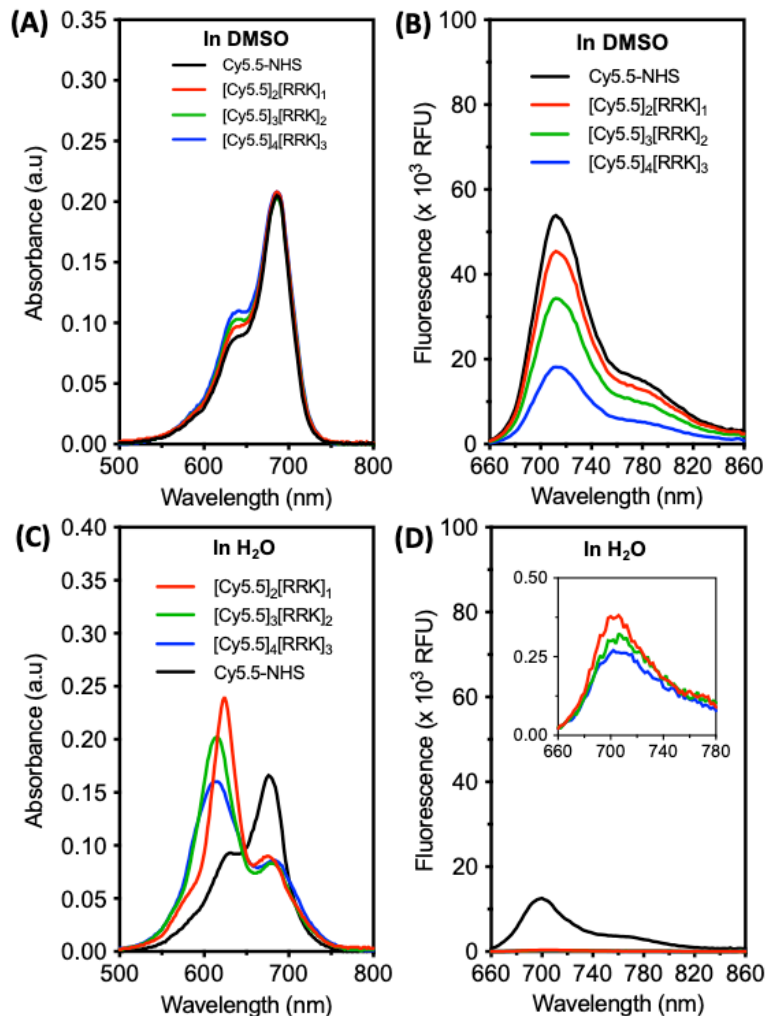 (A)
In DMSO
Cy5.5-NHS
[Cy5.5]₂[RRK]₁
[Cy5.5]₃[RRK]₂
[Cy5.5]₄[RRK]₃
Absorbance (a.u)
0.35
0.30
0.25
0.20
0.15
0.10
0.05
0.00
500 600 700 800
Wavelength (nm)
(B)
In DMSO
Cy5.5-NHS
[Cy5.5]₂[RRK]₁
[Cy5.5]₃[RRK]₂
[Cy5.5]₄[RRK]₃
Fluorescence (x 10³ RFU)
100
80
60
40
20
0
660 700 740 780 820 860
Wavelength (nm)
(C)
In H₂O
[Cy5.5]₂[RRK]₁
[Cy5.5]₃[RRK]₂
[Cy5.5]₄[RRK]₃
Cy5.5-NHS
Absorbance (a.u)
0.40
0.35
0.30
0.25
0.20
0.15
0.10
0.05
0.00
500 600 700 800
Wavelength (nm)
(D)
In H₂O
Fluorescence (x 10³ RFU)
100
80
60
40
20
0
0.50
0.25
0.00
660 700 740 780
660 700 740 780 820 860
Wavelength (nm)